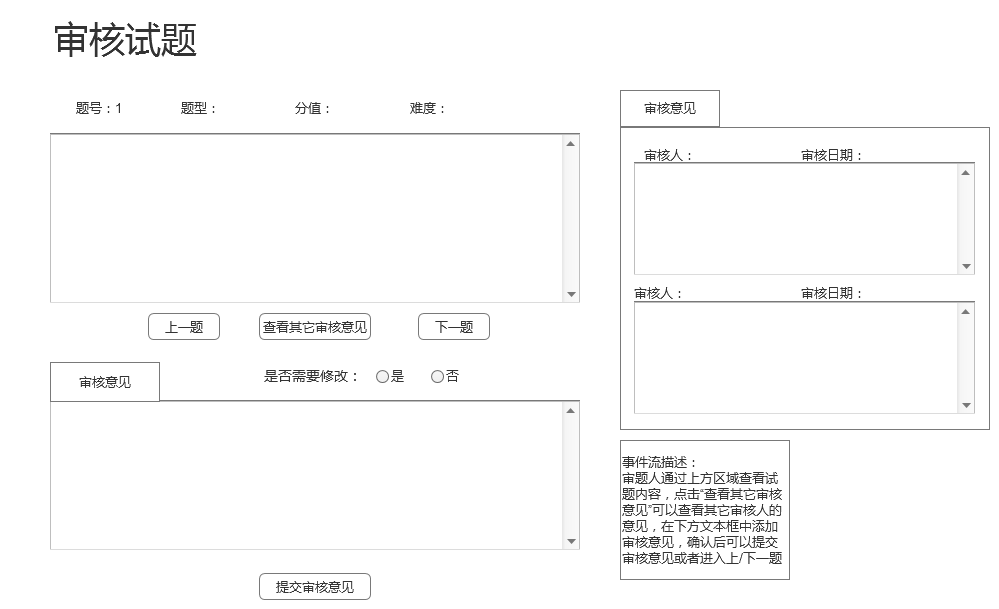 审核试题
题号：1 题型： 分值： 难度：
上一题 查看其它审核意见 下一题
审核意见 是否需要修改： 是 否
提交审核意见
审核意见
审核人： 审核日期：
审核人： 审核日期：
事件流描述：
审题人通过上方区域查看试
题内容，点击“查看其它审核
意见”可以查看其它审核人的
意见，在下方文本框中添加
审核意见，确认后可以提交
审核意见或者进入上/下一题